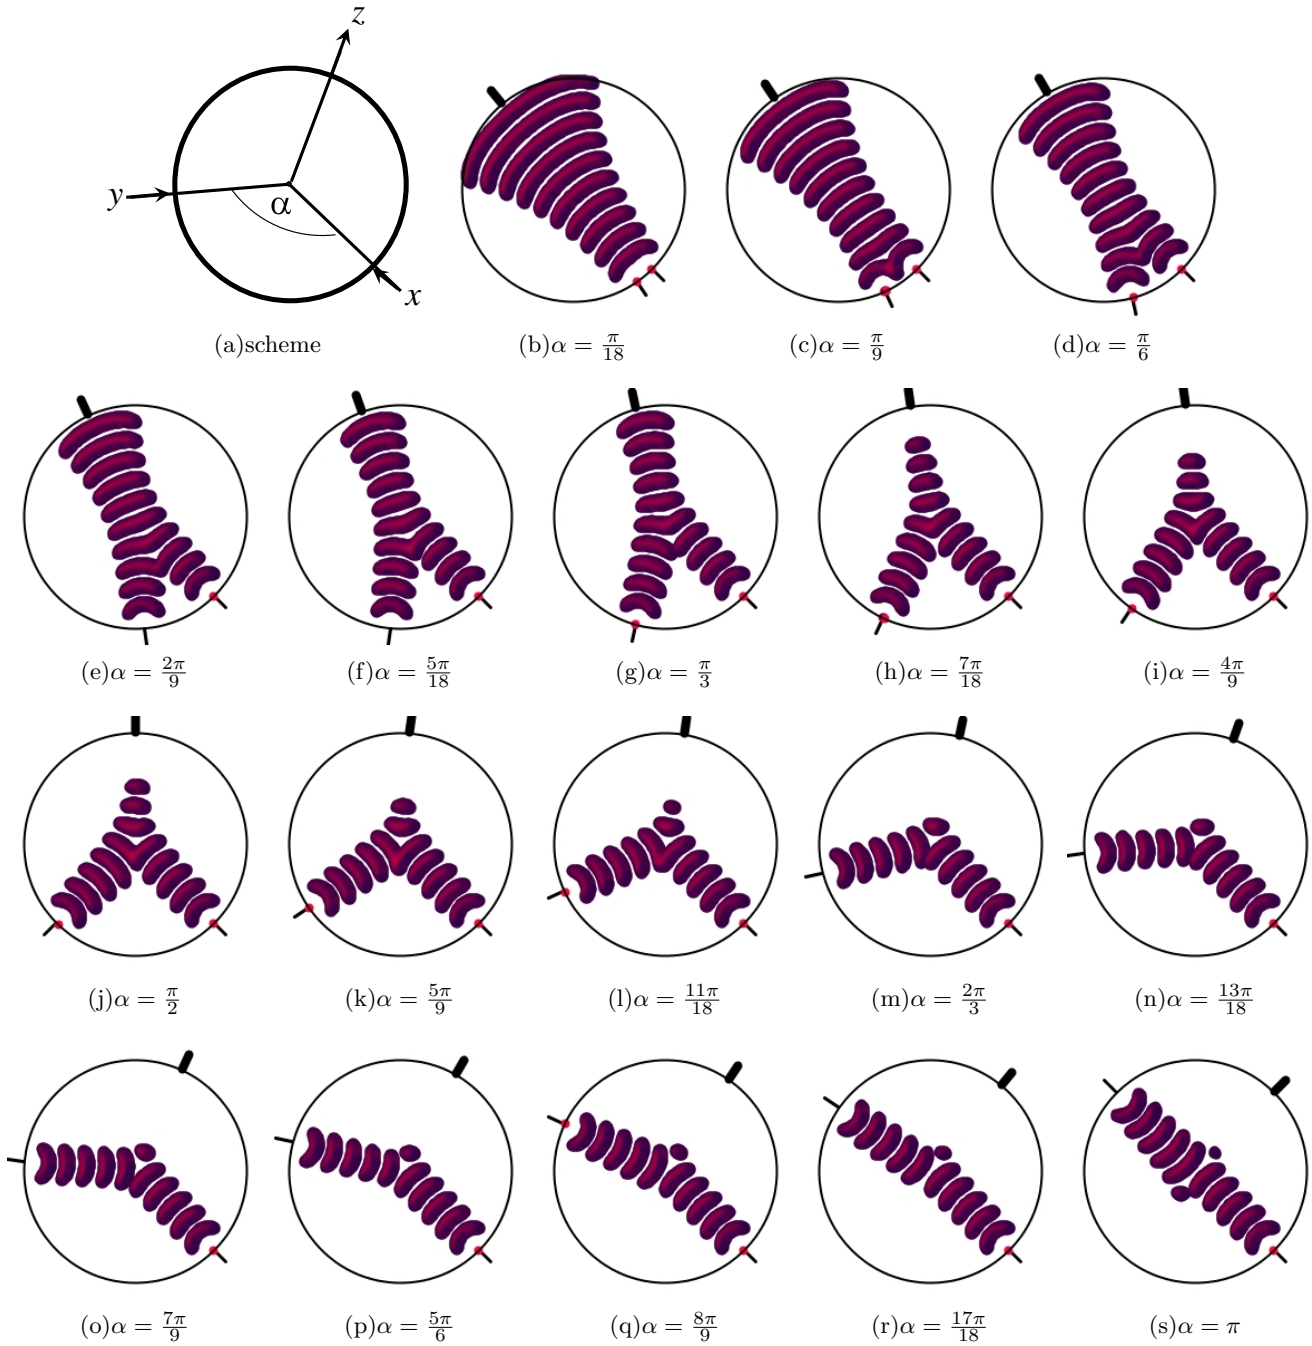 z
y
α
x
(a)scheme
(b)α = π/18
(c)α = π/9
(d)α = π/6
(e)α = 2π/9
(f)α = 5π/18
(g)α = π/3
(h)α = 7π/18
(i)α = 4π/9
(j)α = π/2
(k)α = 5π/9
(l)α = 11π/18
(m)α = 2π/3
(n)α = 13π/18
(o)α = 7π/9
(p)α = 5π/6
(q)α = 8π/9
(r)α = 17π/18
(s)α = π